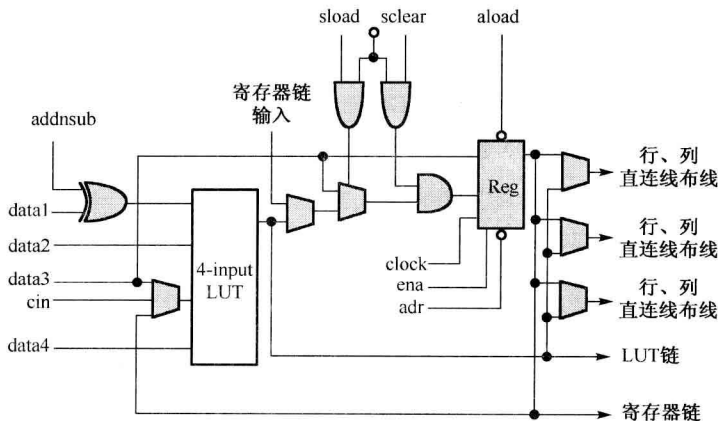 sload
sclear
aload
寄存器链
输入
addnsub
data1
data2
data3
cin
data4
4-input
LUT
Reg
clock
ena
adr
行、列
直连线布线
行、列
直连线布线
行、列
直连线布线
LUT链
寄存器链